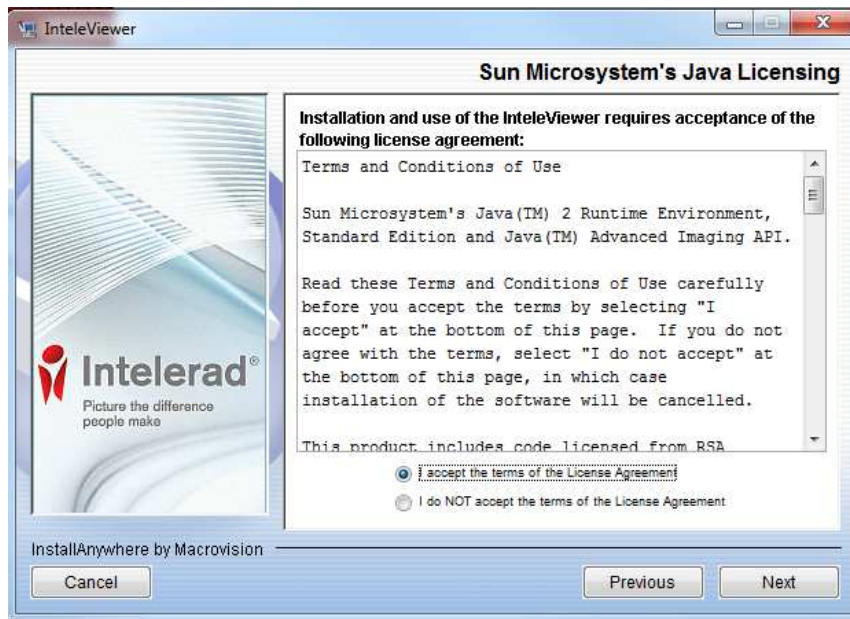 InteleViewer
Sun Microsystem's Java Licensing
Installation and use of the InteleViewer requires acceptance of the
following license agreement:
Terms and Conditions of Use
Sun Microsystem's Java(TM) 2 Runtime Environment,
Standard Edition and Java(TM) Advanced Imaging API.
Read these Terms and Conditions of Use carefully
before you accept the terms by selecting "I
accept" at the bottom of this page.  If you do not
agree with the terms, select "I do not accept" at
the bottom of this page, in which case
installation of the software will be cancelled.
This product includes code licensed from RSA
Intelerad®
Picture the difference
people make
I accept the terms of the License Agreement
I do NOT accept the terms of the License Agreement
InstallAnywhere by Macrovision
Cancel
Previous
Next